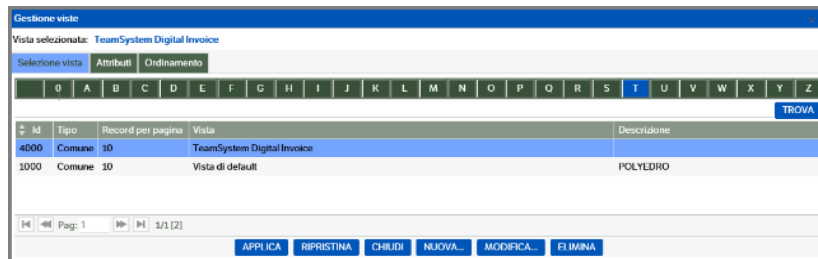 Gestione viste
Vista selezionata: TeamSystem Digital Invoice
Selezione vista Attributi Ordinamento
0 A B C D E F G H I J K L M N O P Q R S T U V W X Y Z
TROVA
Id Tipo Record per pagina Vista Descrizione
4000 Comune 10 TeamSystem Digital Invoice
1000 Comune 10 Vista di default POLYEDRO
Pag: 1 1/1 [2]
APPLICA RIPRISTINA CHIUDI NUOVA... MODIFICA... ELIMINA